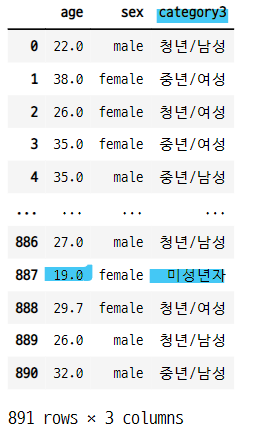 age sex category3
0 22.0 male 청년/남성
1 38.0 female 중년/여성
2 26.0 female 청년/여성
3 35.0 female 중년/여성
4 35.0 male 중년/남성
... ... ... ...
886 27.0 male 청년/남성
887 19.0 female 미성년자
888 29.7 female 청년/여성
889 26.0 male 청년/남성
890 32.0 male 중년/남성
891 rows × 3 columns